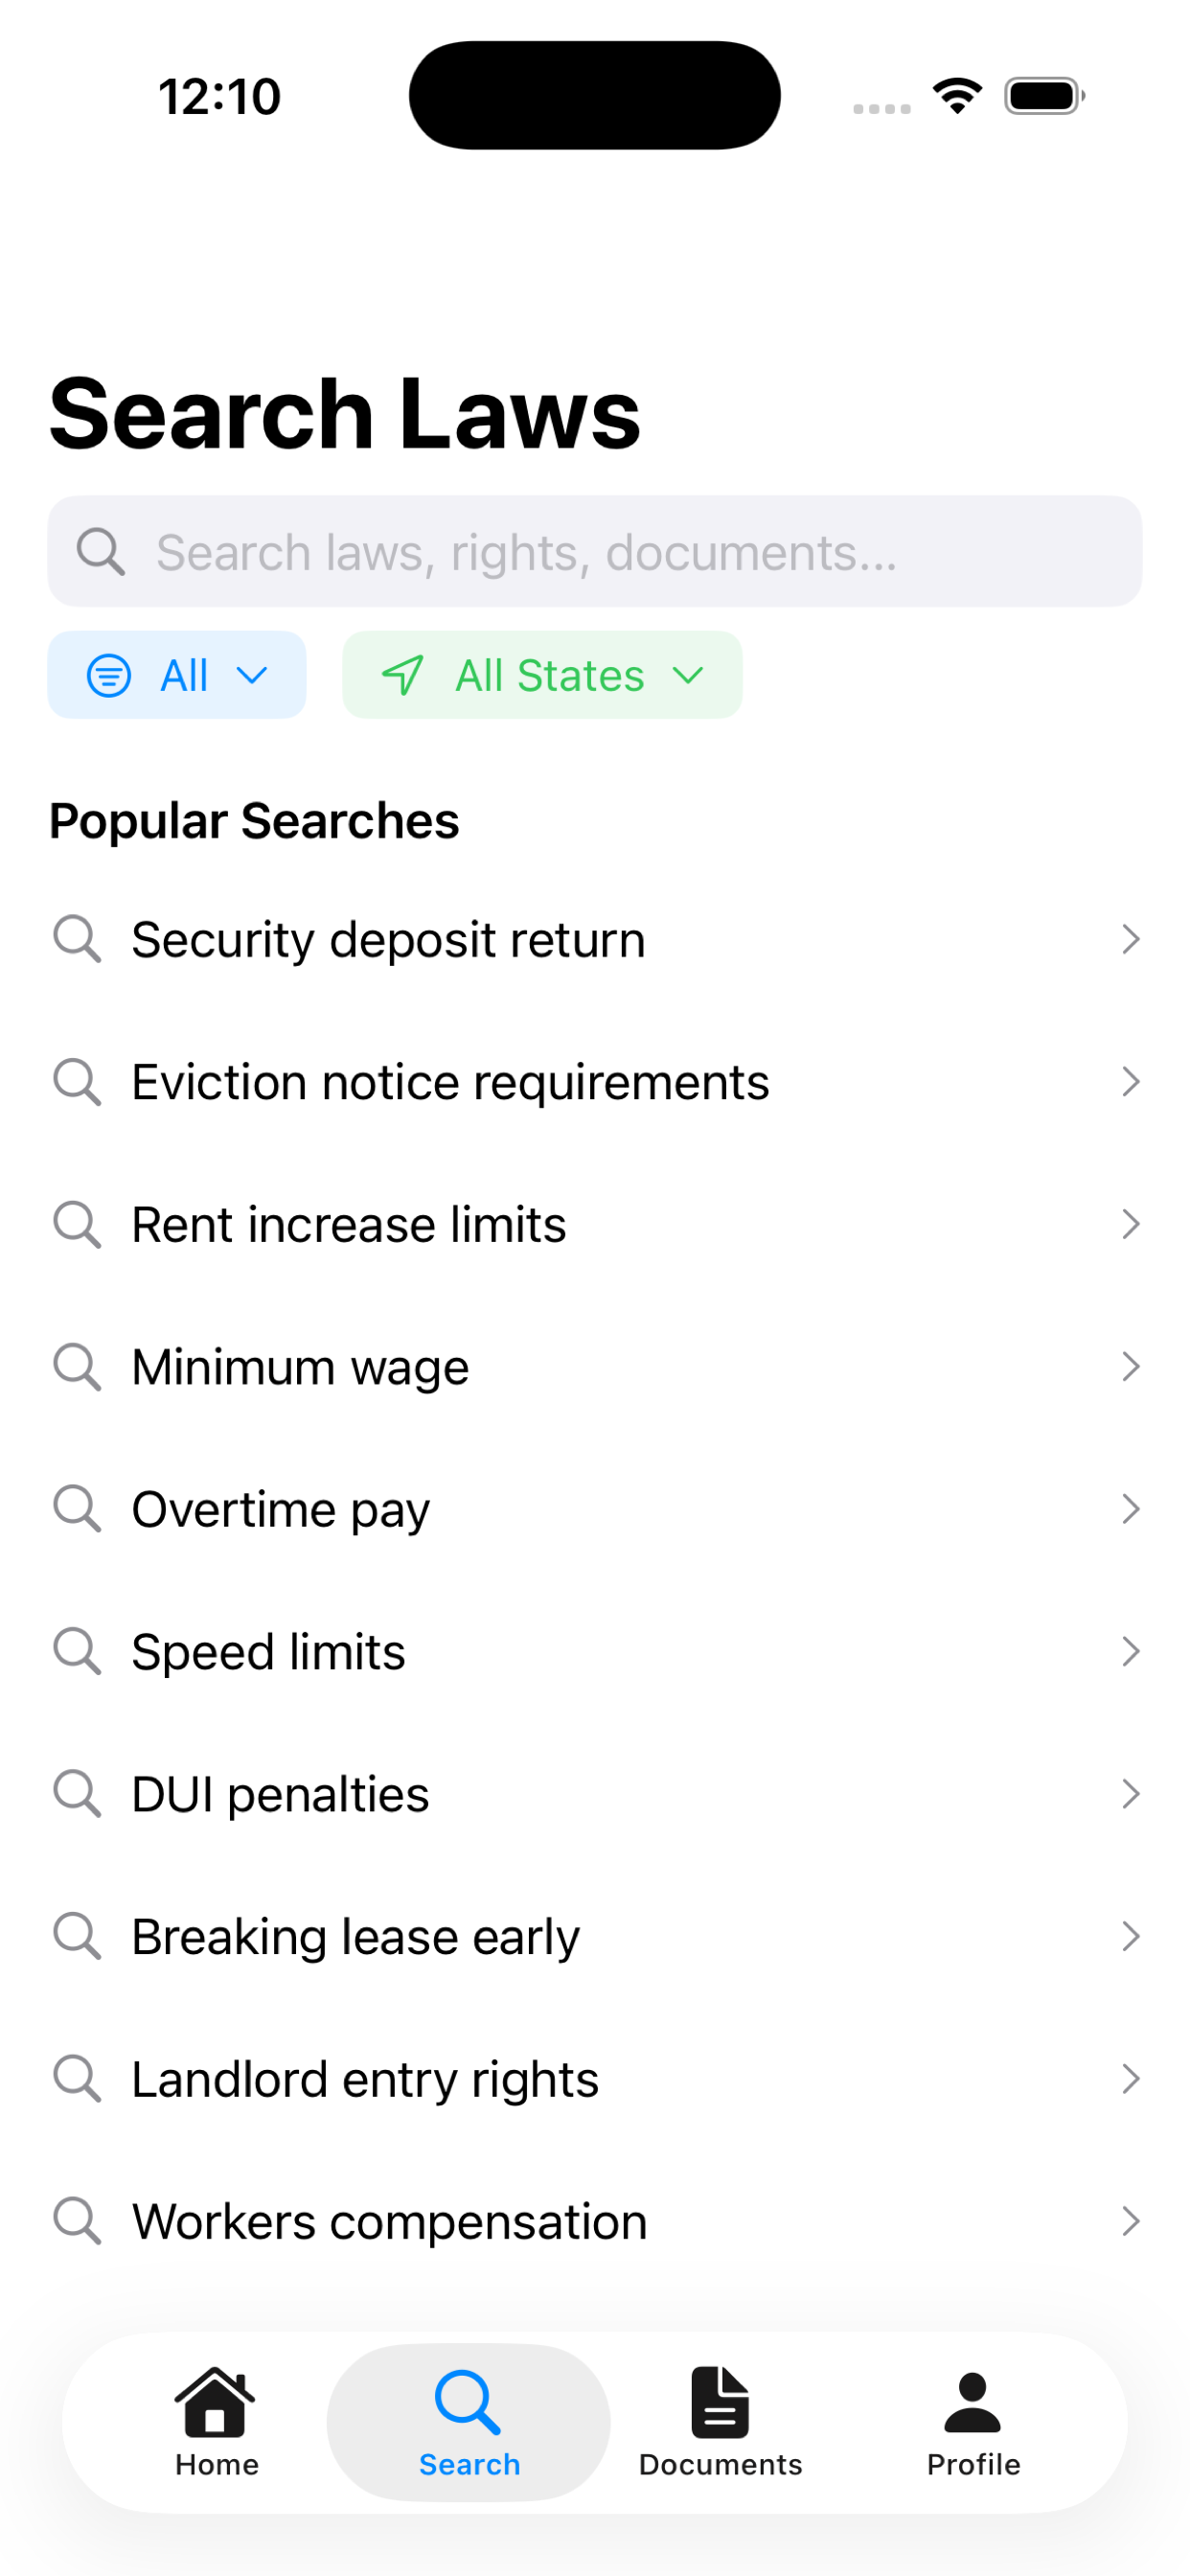 12:10
Search Laws
Search laws, rights, documents...
All
All States
Popular Searches
Security deposit return
Eviction notice requirements
Rent increase limits
Minimum wage
Overtime pay
Speed limits
DUI penalties
Breaking lease early
Landlord entry rights
Workers compensation
Home
Search
Documents
Profile